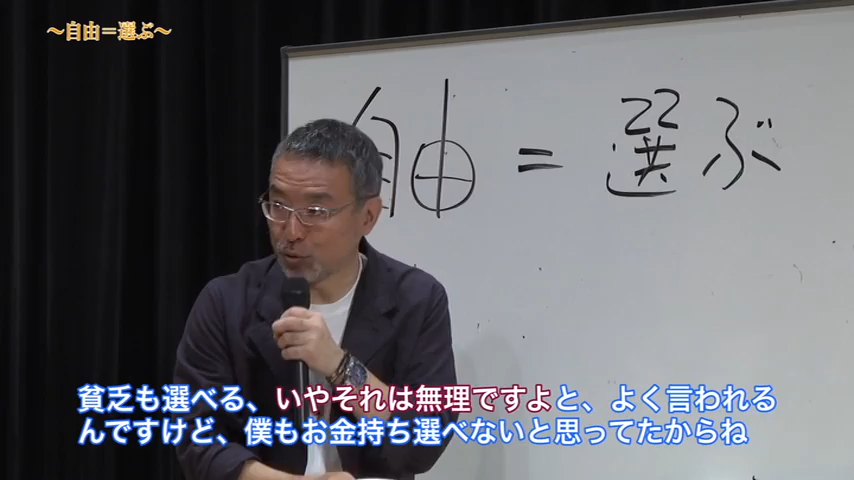 ～自由＝選ぶ～
自由＝選ぶ
貧乏も選べる、いやそれは無理ですよと、よく言われる
んですけど、僕もお金持ち選べないと思ってたからね